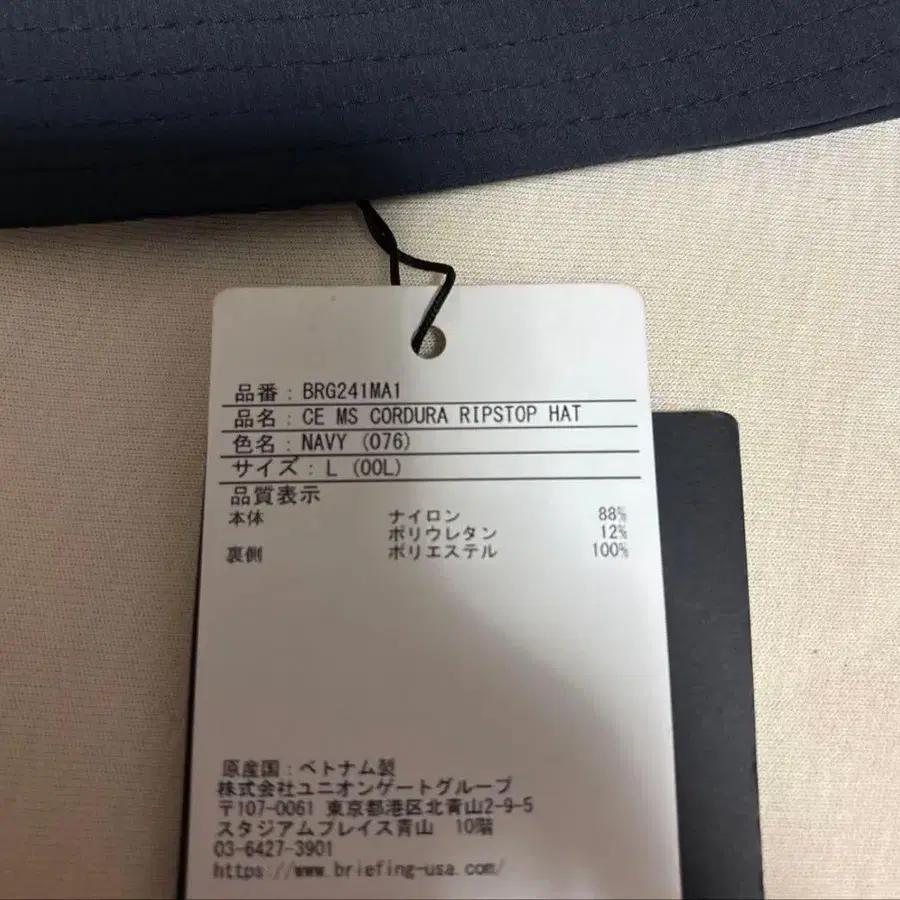 品番：BRG241MA1
品名：CE MS CORDURA RIPSTOP HAT
色名：NAVY (076)
サイズ：L (00L)
品質表示
本体 ナイロン 88%
ポリウレタン 12%
裏側 ポリエステル 100%
原産国：ベトナム製
株式会社ユニオンゲートグループ
〒107-0061 東京都港区北青山2-9-5
スタジアムプレイス青山 10階
03-6427-3901
https://www.briefing-usa.com/